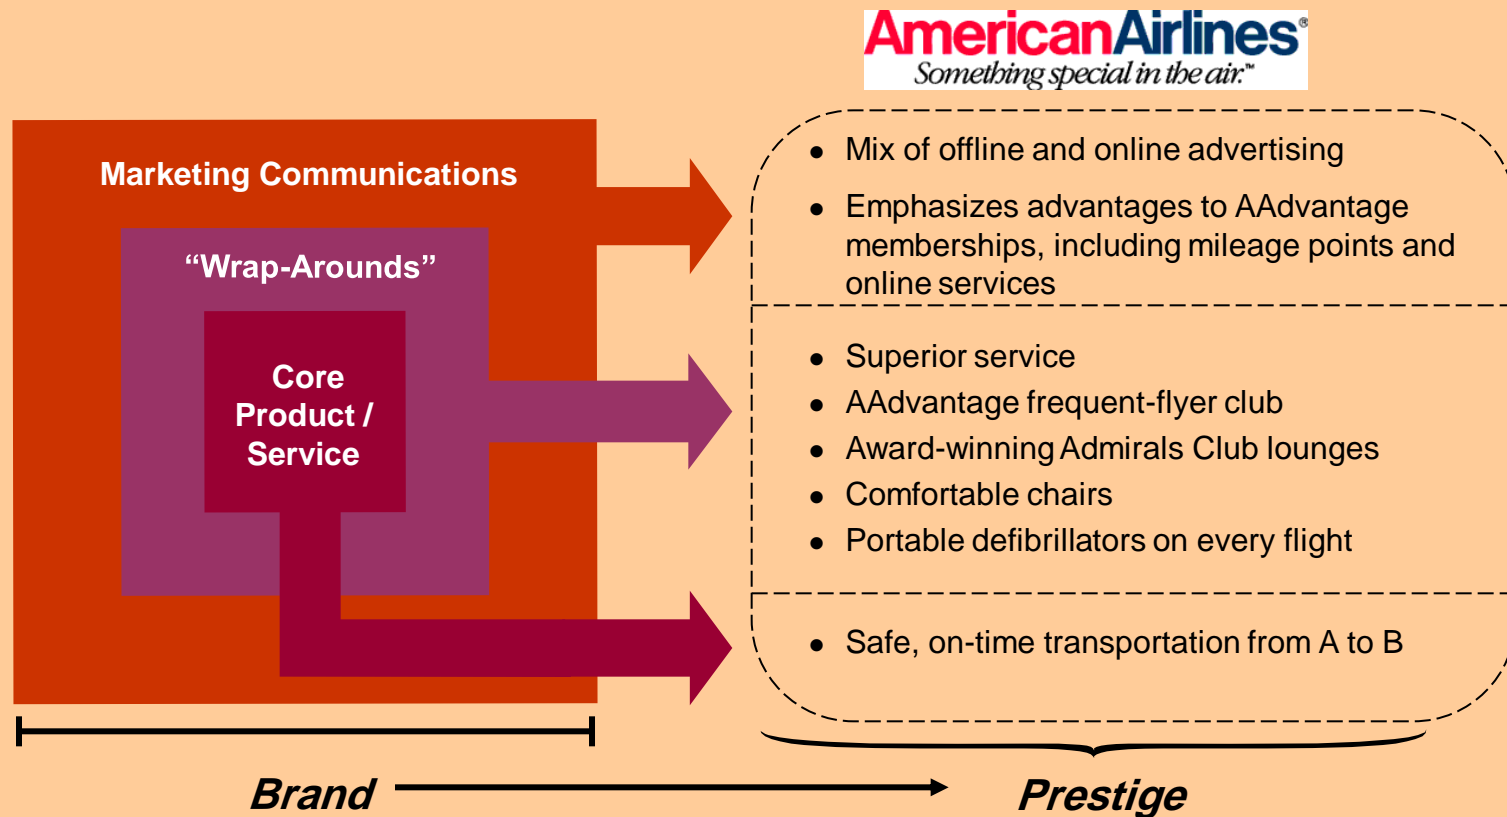 AmericanAirlines®
Something special in the air.™
Marketing Communications
“Wrap-Arounds”
Core
Product /
Service
● Mix of offline and online advertising
● Emphasizes advantages to AAdvantage
memberships, including mileage points and
online services
● Superior service
● AAdvantage frequent-flyer club
● Award-winning Admirals Club lounges
● Comfortable chairs
● Portable defibrillators on every flight
● Safe, on-time transportation from A to B
Brand
Prestige